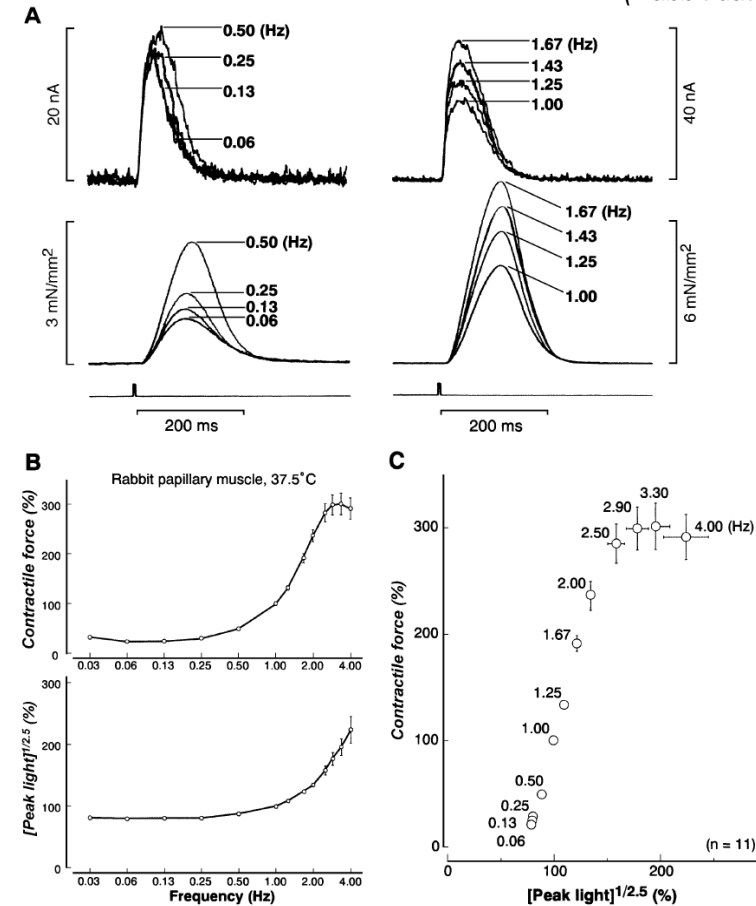 A
0.50 (Hz)
0.25
0.13
0.06
20 nA
1.67 (Hz)
1.43
1.25
1.00
40 nA
0.50 (Hz)
0.25
0.13
0.06
3 mN/mm²
1.67 (Hz)
1.43
1.25
1.00
6 mN/mm²
200 ms
200 ms
B
Rabbit papillary muscle, 37.5˚C
Contractile force (%)
300
200
100
0
0.03 0.06 0.13 0.25 0.50 1.00 2.00 4.00
[Peak light]1/2.5 (%)
300
200
100
0
0.03 0.06 0.13 0.25 0.50 1.00 2.00 4.00
Frequency (Hz)
C
Contractile force (%)
300
200
100
0
3.30
2.90
2.50
4.00 (Hz)
2.00
1.67
1.25
1.00
0.50
0.25
0.13
0.06
(n = 11)
0 100 200
[Peak light]1/2.5 (%)